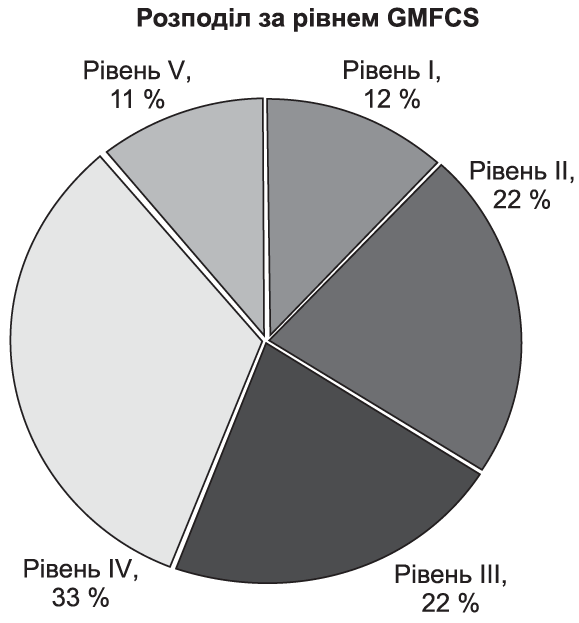 Розподіл за рівнем GMFCS
Рівень V,
11 %
Рівень I,
12 %
Рівень II,
22 %
Рівень IV,
33 %
Рівень III,
22 %